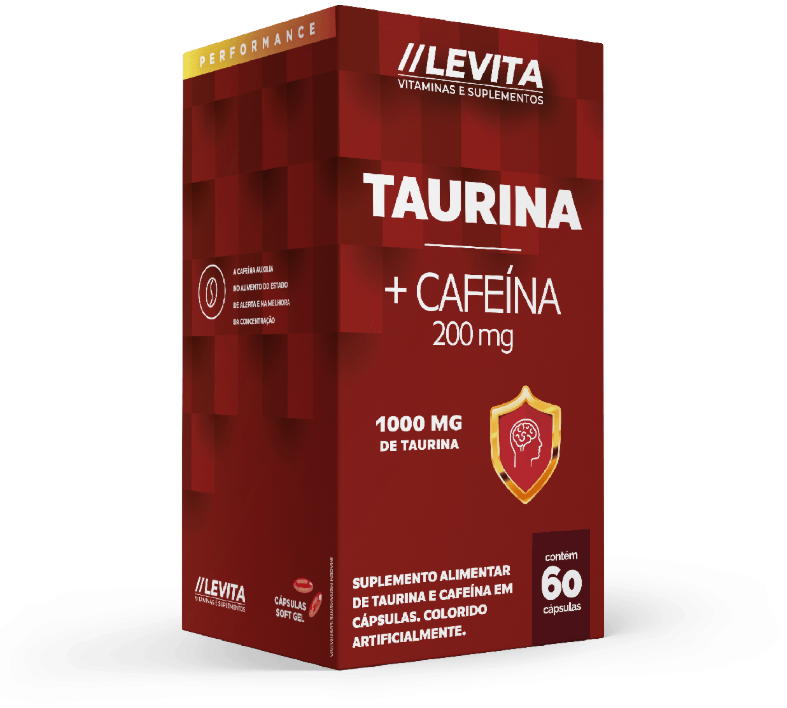 PERFORMANCE
//LEVITA
VITAMINAS E SUPLEMENTOS
TAURINA
+ CAFEÍNA
200 mg
A CAFEÍNA AUXILIA
NO AUMENTO DO ESTADO
DE ALERTA E NA MELHORA
DA CONCENTRAÇÃO
1000 MG
DE TAURINA
SUPLEMENTO ALIMENTAR
DE TAURINA E CAFEÍNA EM
CÁPSULAS. COLORIDO
ARTIFICIALMENTE.
contém
60
cápsulas
//LEVITA
VITAMINAS E SUPLEMENTOS
CÁPSULAS
SOFT GEL